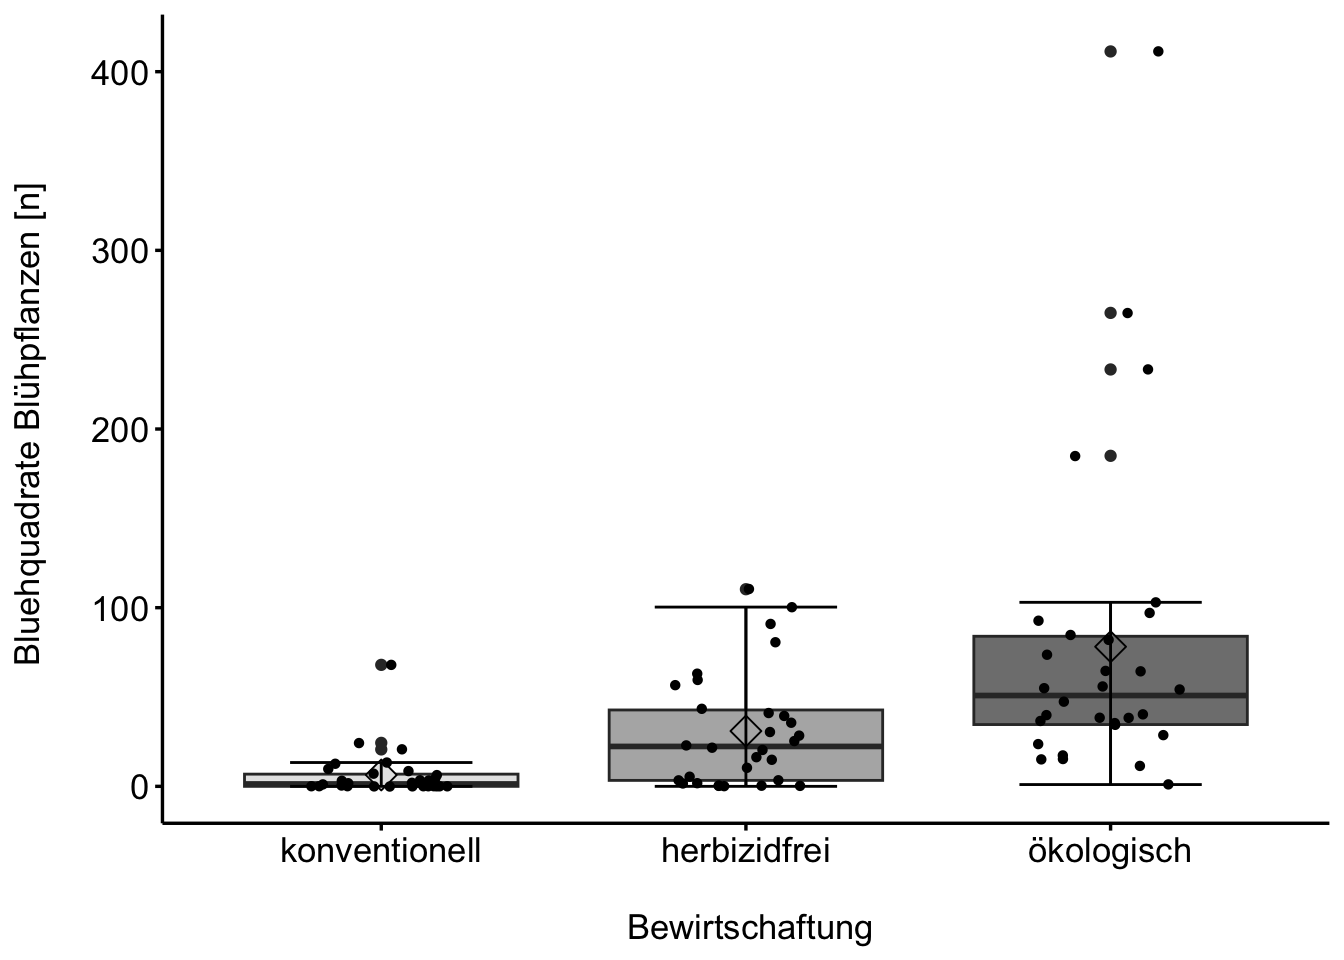 Bluehquadrate Blühpflanzen [n]
400
300
200
100
0
konventionell herbizidfrei ökologisch
Bewirtschaftung